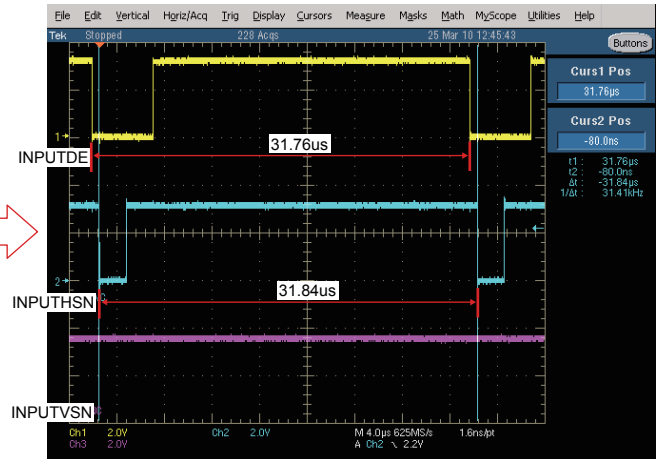 File Edit Vertical Horiz/Acq Trig Display Cursors Measure Masks Math MyScope Utilities Help
Tek Stopped 228 Acqs 25 Mar 10 12:45:43
Buttons
Curs1 Pos
31.76µs
Curs2 Pos
-80.0ns
t1 : 31.76µs
t2 : -80.0ns
Δt : -31.84µs
1/Δt : 31.41kHz
1
31.76us
INPUTDE
2
31.84us
INPUTHSN
INPUTVSN
Ch1 2.0V Ch2 2.0V M 4.0µs 625MS/s 1.6ns/pt
Ch3 2.0V A Ch2 ∖ 2.2V